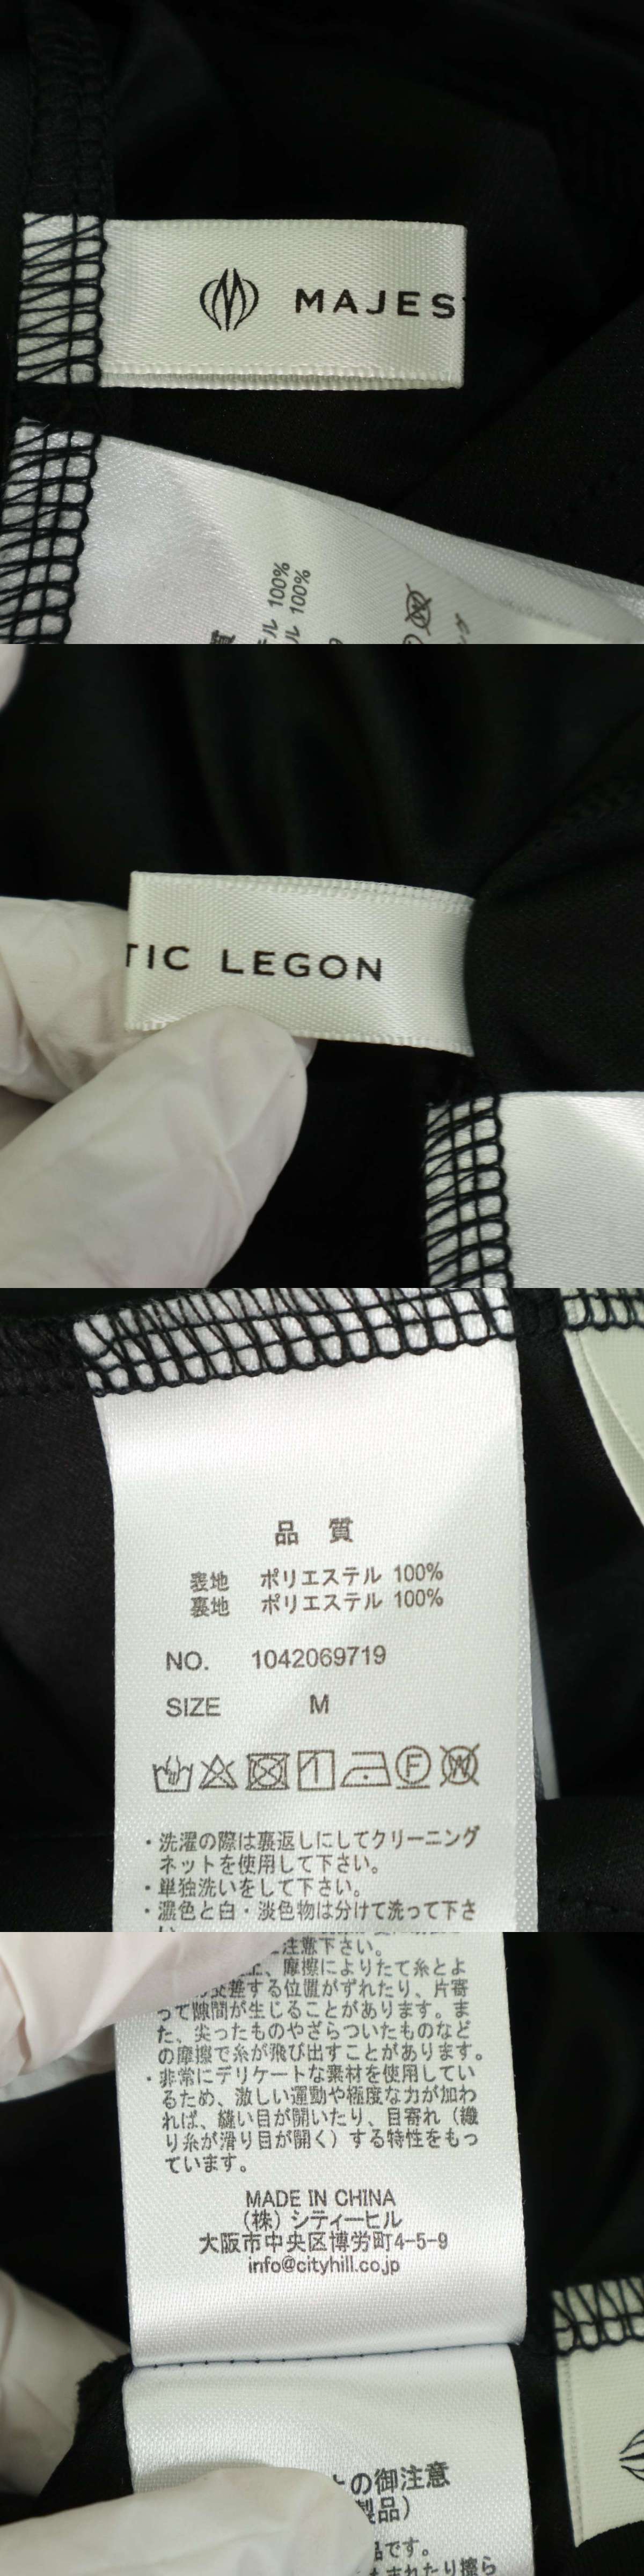 MAJES
ル 100%
ル 100%
TIC LEGON
品 質
表地 ポリエステル 100%
裏地 ポリエステル 100%
NO. 1042069719
SIZE M
F
W
・洗濯の際は裏返しにしてクリーニング
ネットを使用して下さい。
・単独洗いをして下さい。
・濃色と白・淡色物は分けて洗って下さ
ご注意下さい。
、摩擦によりたて糸とよ
交差する位置がずれたり、片寄
って隙間が生じることがあります。ま
た、尖ったものやざらついたものなど
の摩擦で糸が飛び出すことがあります。
・非常にデリケートな素材を使用してい
るため、激しい運動や極度な力が加わ
れば、縫い目が開いたり、目寄れ（織
り糸が滑り目が開く）する特性をもっ
ています。
MADE IN CHINA
（株）シティーヒル
大阪市中央区博労町4-5-9
info@cityhill.co.jp
上の御注意
製品）
品です。